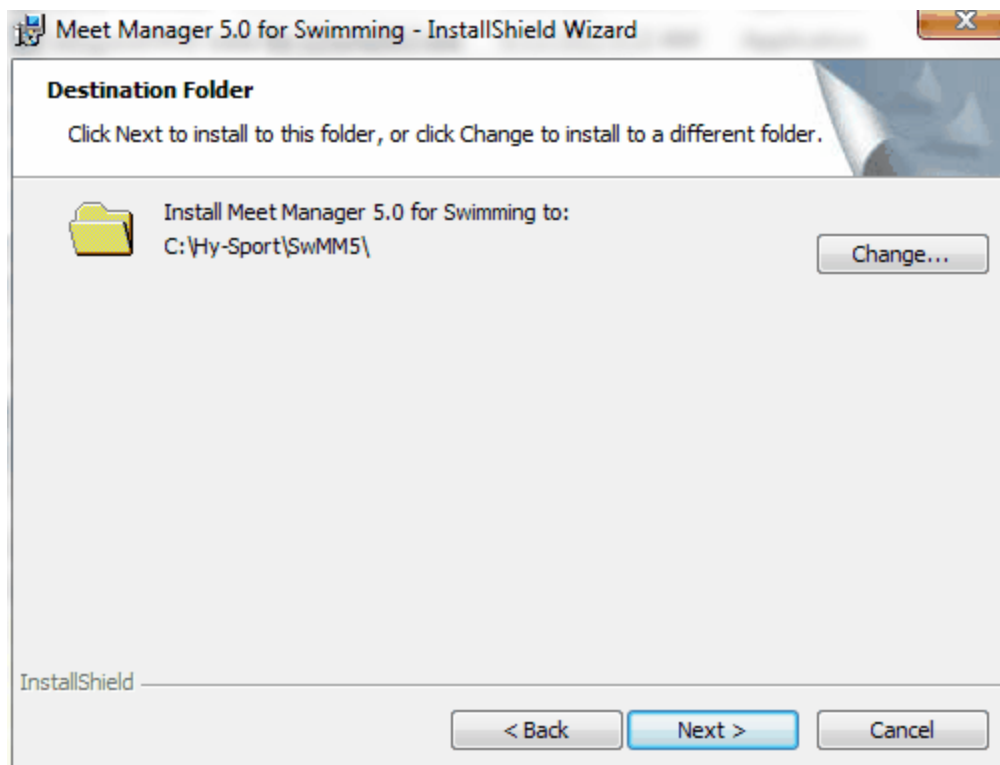 Meet Manager 5.0 for Swimming - InstallShield Wizard
Destination Folder
Click Next to install to this folder, or click Change to install to a different folder.
Install Meet Manager 5.0 for Swimming to:
C:\Hy-Sport\SwMM5\
Change...
InstallShield
< Back
Next >
Cancel